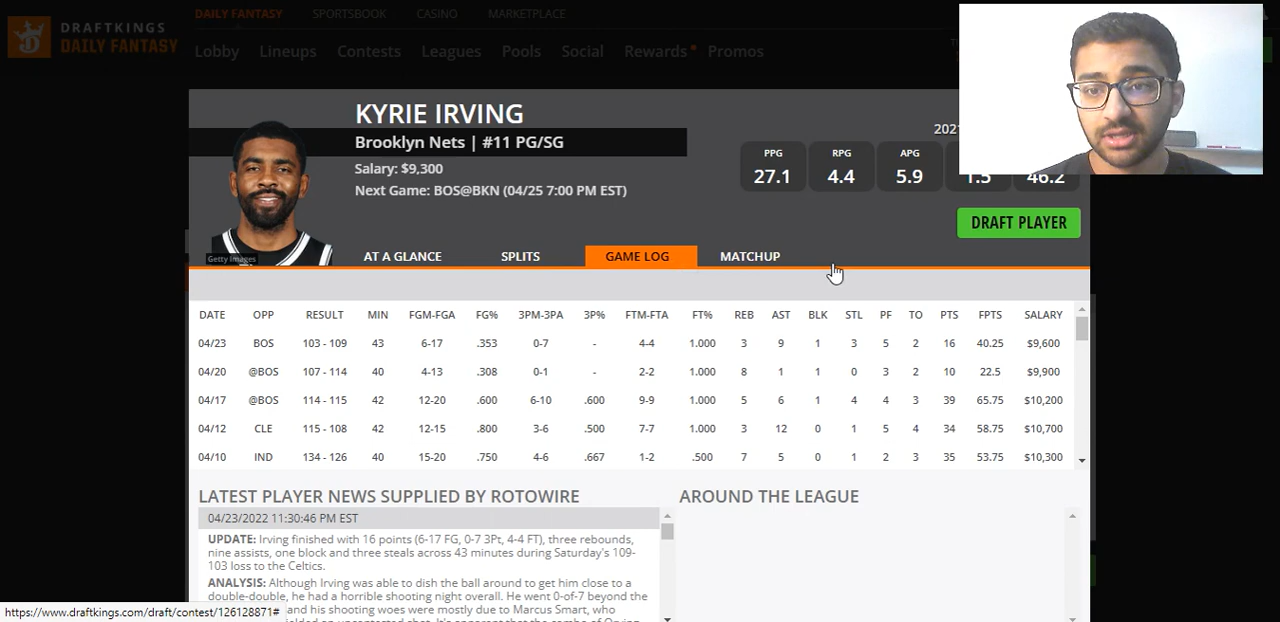 DAILY FANTASY SPORTSBOOK CASINO MARKETPLACE
DRAFTKINGS
DAILY FANTASY
Lobby Lineups Contests Leagues Pools Social Rewards Promos
KYRIE IRVING
Brooklyn Nets | #11 PG/SG
Salary: $9,300
Next Game: BOS@BKN (04/25 7:00 PM EST)
2021
PPG RPG APG
27.1 4.4 5.9 1.5 46.2
DRAFT PLAYER
Getty Images
AT A GLANCE SPLITS GAME LOG MATCHUP
DATE OPP RESULT MIN FGM-FGA FG% 3PM-3PA 3P% FTM-FTA FT% REB AST BLK STL PF TO PTS FPTS SALARY
04/23 BOS 103 - 109 43 6-17 .353 0-7 - 4-4 1.000 3 9 1 3 5 2 16 40.25 $9,600
04/20 @BOS 107 - 114 40 4-13 .308 0-1 - 2-2 1.000 8 1 1 0 3 2 10 22.5 $9,900
04/17 @BOS 114 - 115 42 12-20 .600 6-10 .600 9-9 1.000 5 6 1 4 4 3 39 65.75 $10,200
04/12 CLE 115 - 108 42 12-15 .800 3-6 .500 7-7 1.000 3 12 0 1 5 4 34 58.75 $10,700
04/10 IND 134 - 126 40 15-20 .750 4-6 .667 1-2 .500 7 5 0 1 2 3 35 53.75 $10,300
LATEST PLAYER NEWS SUPPLIED BY ROTOWIRE
AROUND THE LEAGUE
04/23/2022 11:30:46 PM EST
UPDATE: Irving finished with 16 points (6-17 FG, 0-7 3Pt, 4-4 FT), three rebounds,
nine assists, one block and three steals across 43 minutes during Saturday's 109-
103 loss to the Celtics.
ANALYSIS: Although Irving was able to dish the ball around to get him close to a
double-double, he had a horrible shooting night overall. He went 0-of-7 beyond the
and his shooting woes were mostly due to Marcus Smart, who
https://www.draftkings.com/draft/contest/126128871#